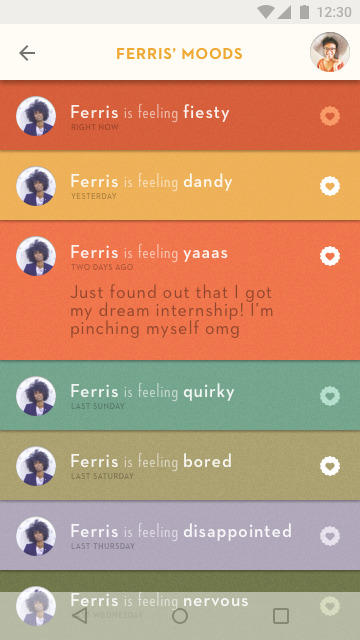 12:30
FERRIS' MOODS
Ferris is feeling fiesty
RIGHT NOW
Ferris is feeling dandy
YESTERDAY
Ferris is feeling yaaas
TWO DAYS AGO
Just found out that I got
my dream internship! I'm
pinching myself omg
Ferris is feeling quirky
LAST SUNDAY
Ferris is feeling bored
LAST SATURDAY
Ferris is feeling disappointed
LAST THURSDAY
Ferris is feeling nervous
WEDNESDAY